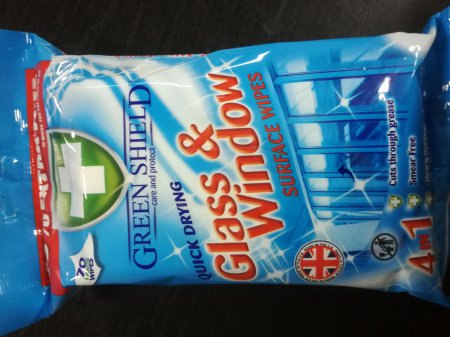 GREEN SHIELD
care and protect
QUICK DRYING
Glass &
Window
SURFACE WIPES
70
WIPES
Cuts through grease
Smear free
4 IN 1